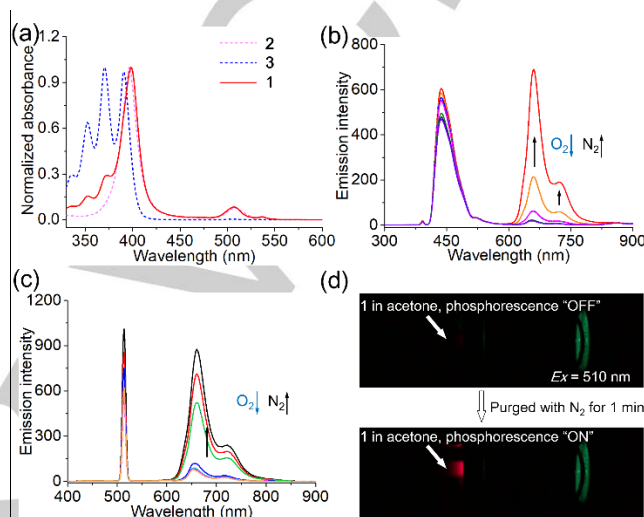 (a)
2
3
1
Normalized absorbance
1.2
0.9
0.6
0.3
0.0
350 400 450 500 550 600
Wavelength (nm)
(b)
Emission intensity
800
600
400
200
0
O₂↓ N₂↑
300 450 600 750 900
Wavelength (nm)
(c)
Emission intensity
1200
900
600
300
0
O₂↓ N₂↑
400 500 600 700 800 900
Wavelength (nm)
(d)
1 in acetone, phosphorescence “OFF”
Ex = 510 nm
Purged with N₂ for 1 min
1 in acetone, phosphorescence “ON”